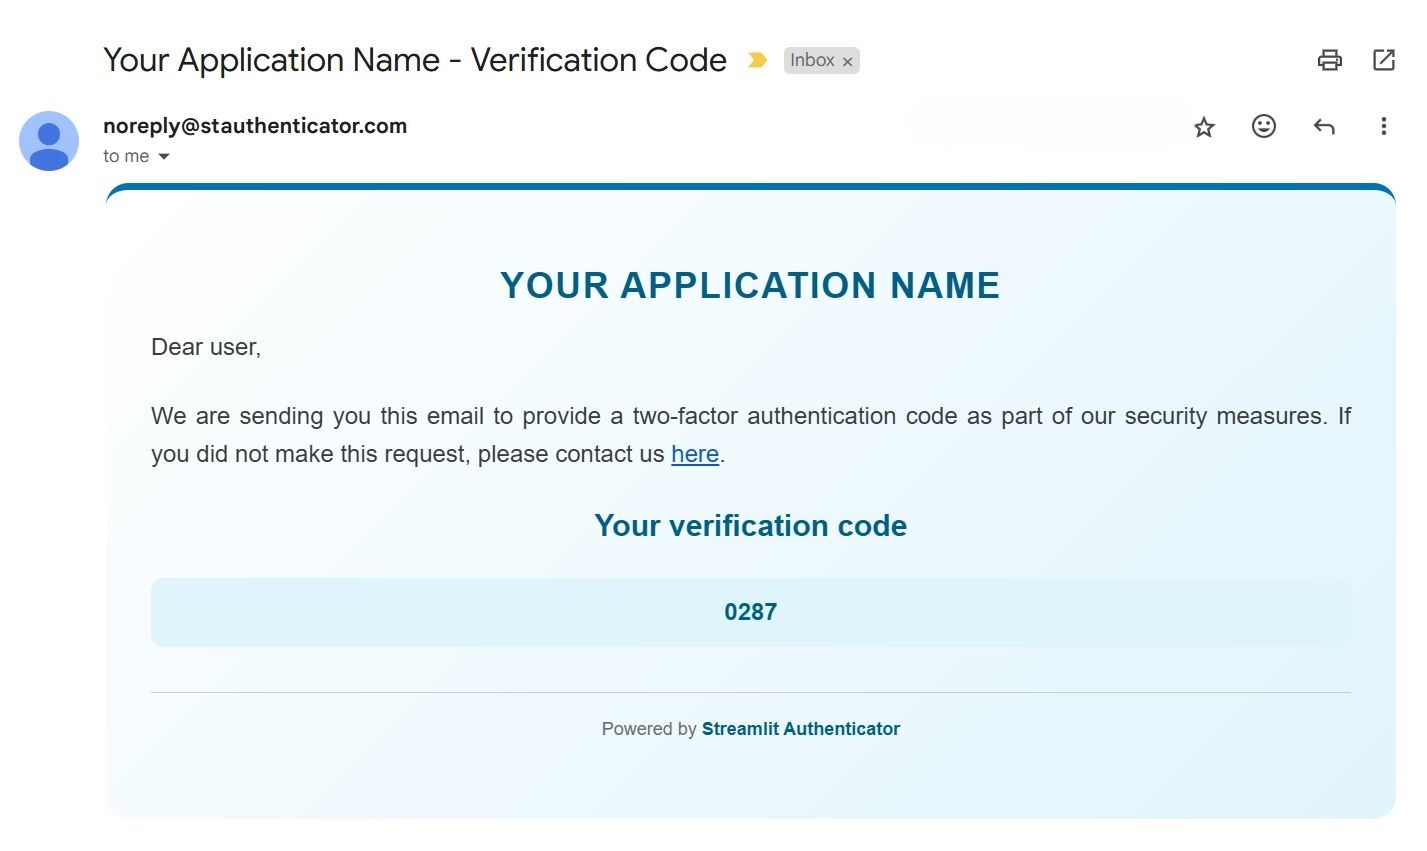 Your Application Name - Verification Code
Inbox ×
noreply@stauthenticator.com
to me
YOUR APPLICATION NAME
Dear user,
We are sending you this email to provide a two-factor authentication code as part of our security measures. If
you did not make this request, please contact us here.
Your verification code
0287
Powered by Streamlit Authenticator